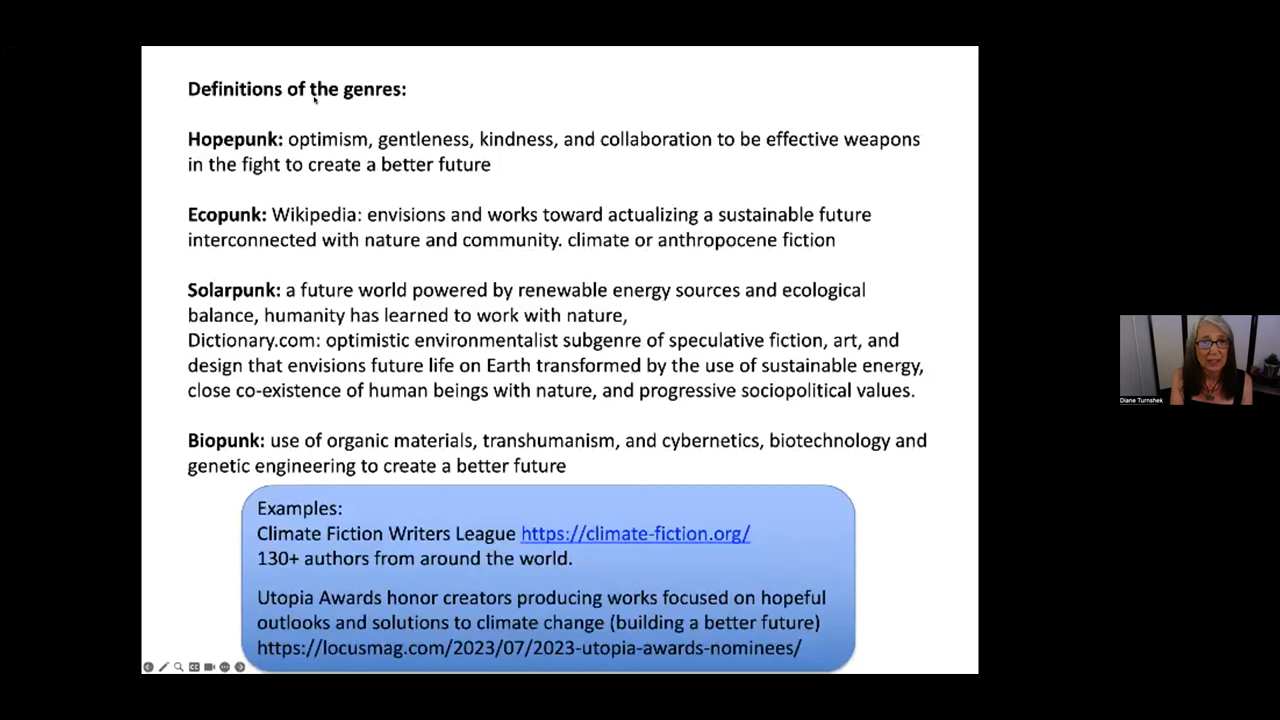 Definitions of the genres:
Hopepunk: optimism, gentleness, kindness, and collaboration to be effective weapons
in the fight to create a better future
Ecopunk: Wikipedia: envisions and works toward actualizing a sustainable future
interconnected with nature and community. climate or anthropocene fiction
Solarpunk: a future world powered by renewable energy sources and ecological
balance, humanity has learned to work with nature,
Dictionary.com: optimistic environmentalist subgenre of speculative fiction, art, and
design that envisions future life on Earth transformed by the use of sustainable energy,
close co-existence of human beings with nature, and progressive sociopolitical values.
Biopunk: use of organic materials, transhumanism, and cybernetics, biotechnology and
genetic engineering to create a better future
Examples:
Climate Fiction Writers League https://climate-fiction.org/
130+ authors from around the world.
Utopia Awards honor creators producing works focused on hopeful
outlooks and solutions to climate change (building a better future)
https://locusmag.com/2023/07/2023-utopia-awards-nominees/
Diane Turnshek